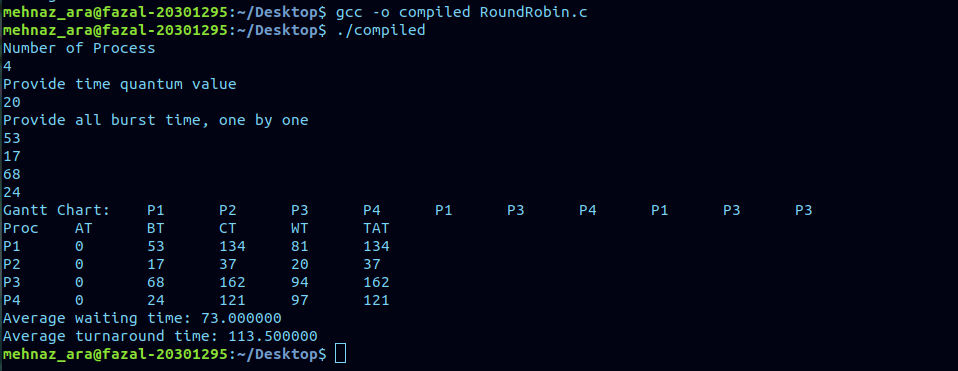 mehnaz_ara@fazal-20301295:~/Desktop$ gcc -o compiled RoundRobin.c
mehnaz_ara@fazal-20301295:~/Desktop$ ./compiled
Number of Process
4
Provide time quantum value
20
Provide all burst time, one by one
53
17
68
24
Gantt Chart: P1 P2 P3 P4 P1 P3 P4 P1 P3 P3
Proc AT BT CT WT TAT
P1 0 53 134 81 134
P2 0 17 37 20 37
P3 0 68 162 94 162
P4 0 24 121 97 121
Average waiting time: 73.000000
Average turnaround time: 113.500000
mehnaz_ara@fazal-20301295:~/Desktop$